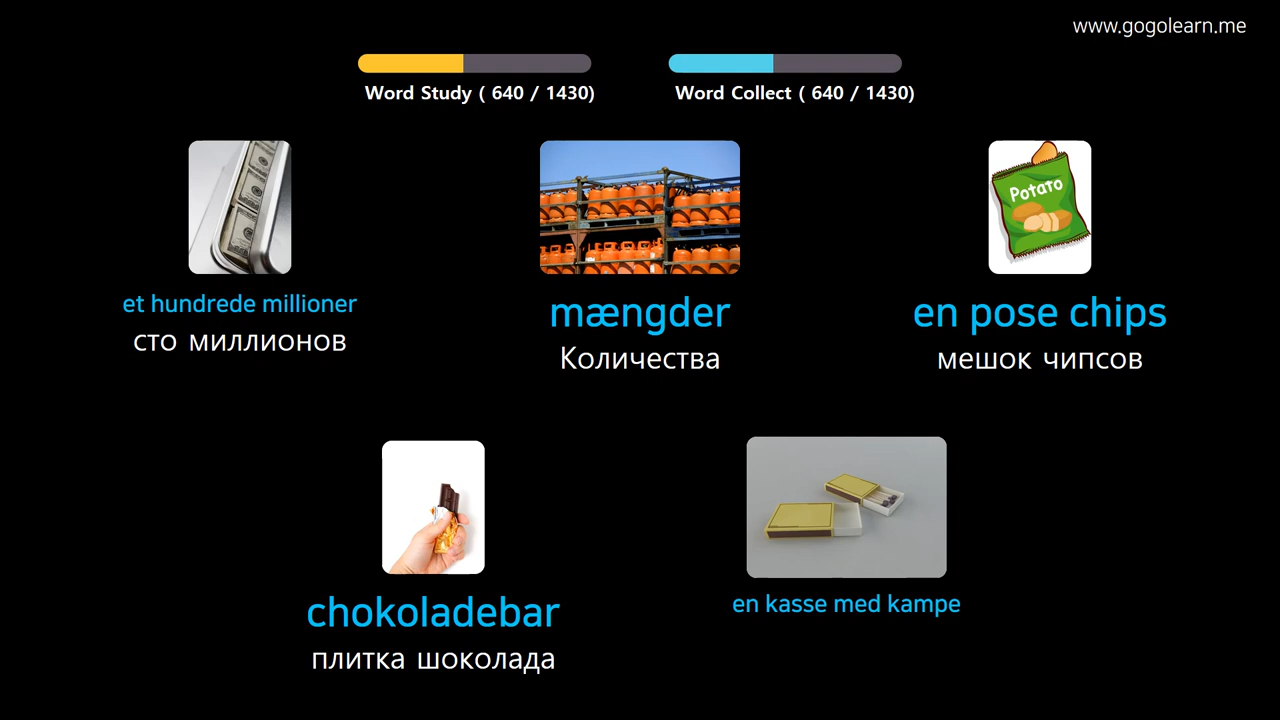 www.gogolearn.me
Word Study ( 640 / 1430)
Word Collect ( 640 / 1430)
Potato
et hundrede millioner
сто миллионов
mængder
Количества
en pose chips
мешок чипсов
chokoladebar
плитка шоколада
en kasse med kampe